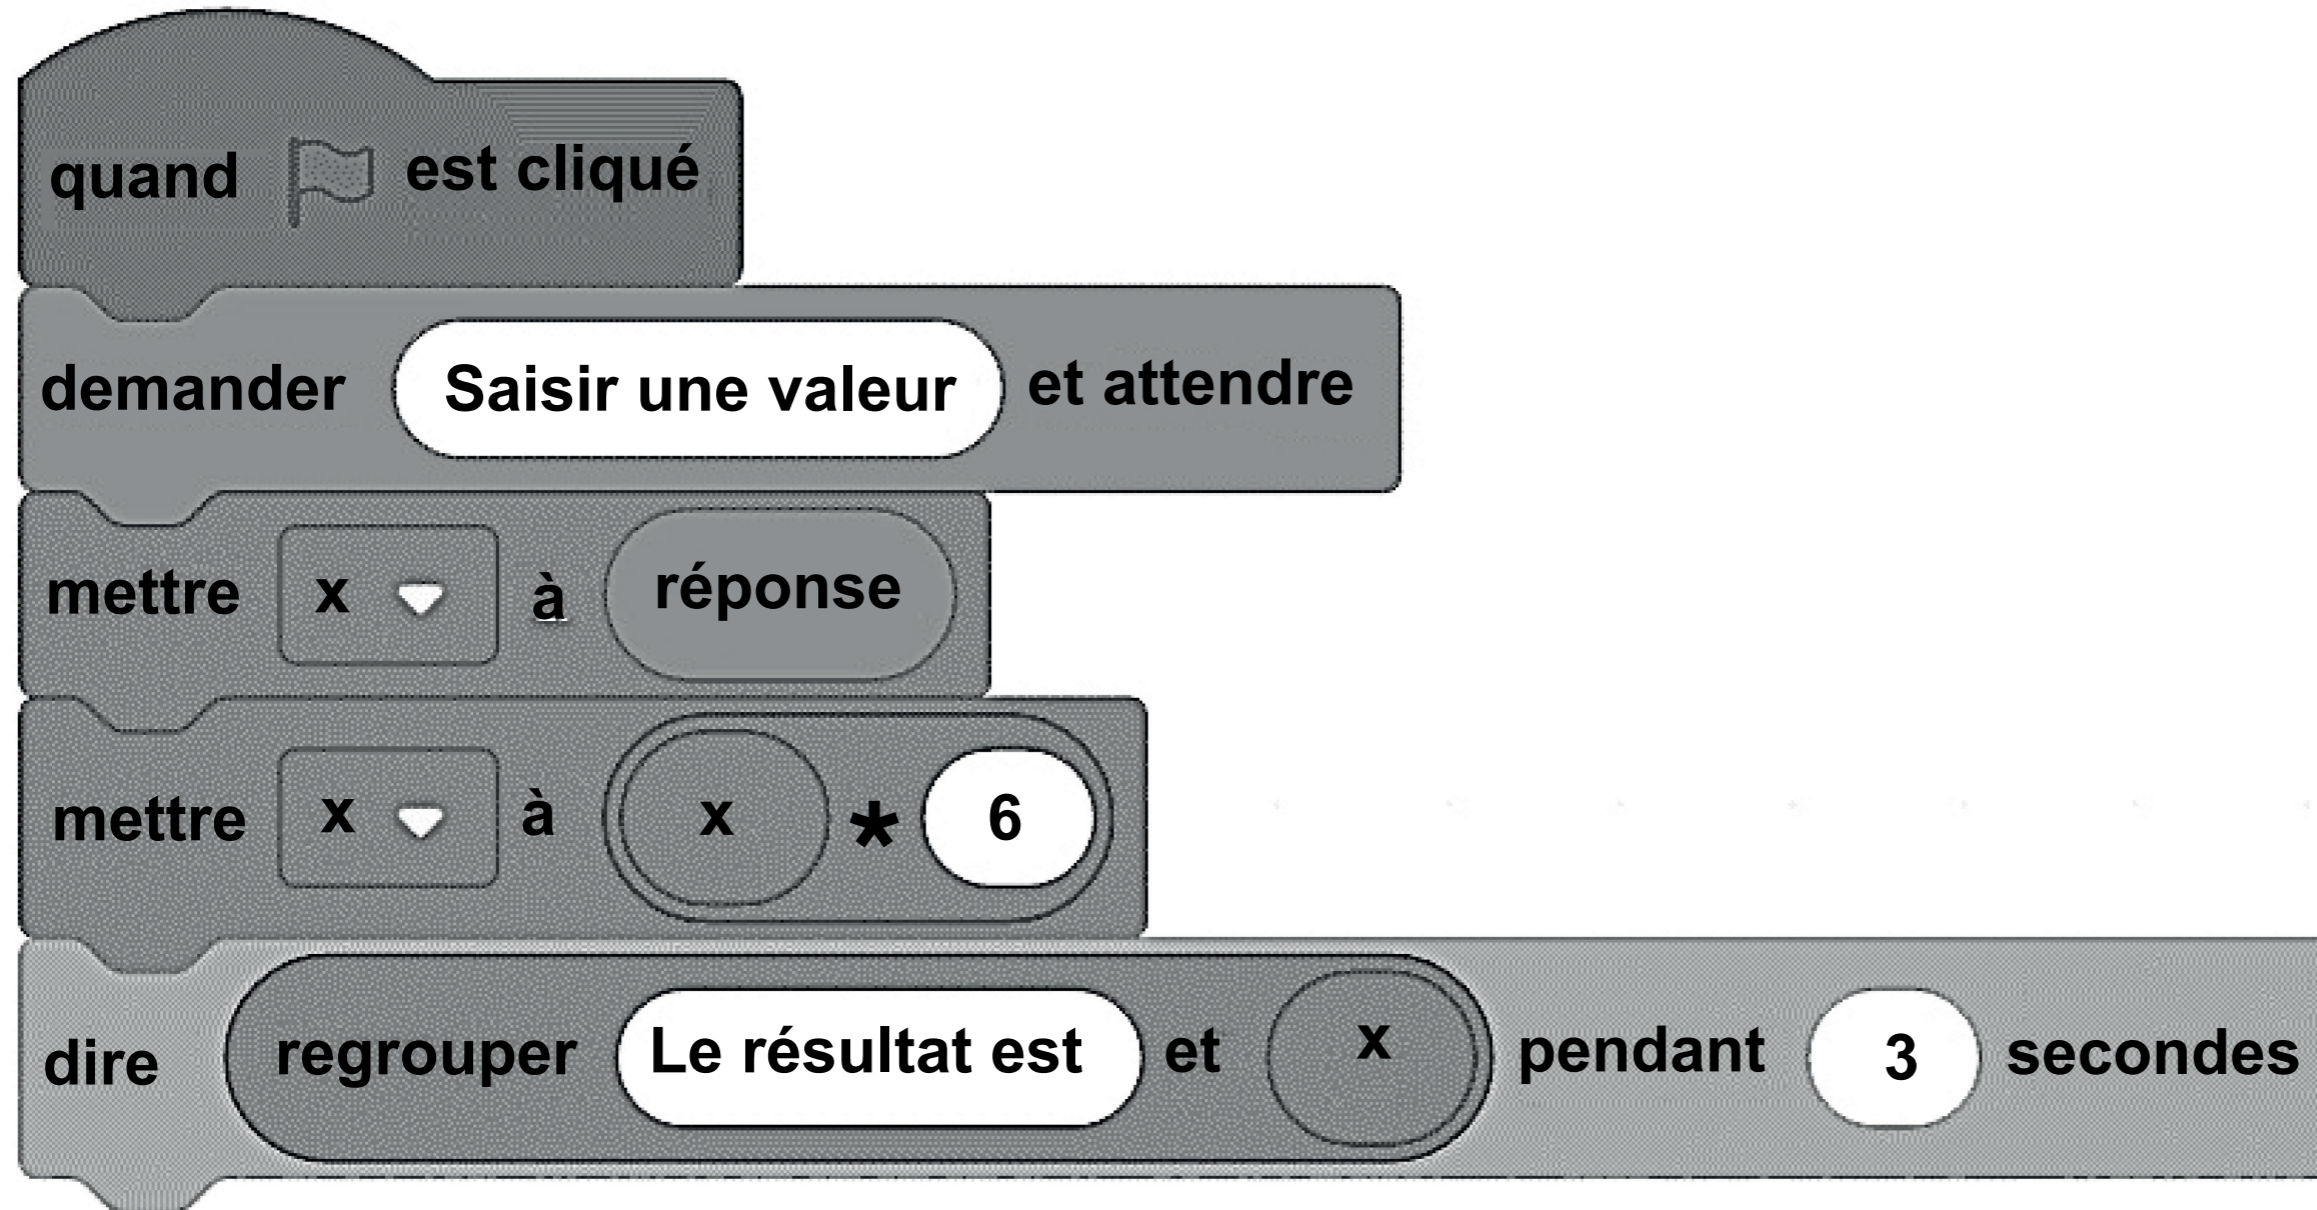 quand est cliqué
demander Saisir une valeur et attendre
mettre x à réponse
mettre x à x * 6
dire regrouper Le résultat est et x pendant 3 secondes